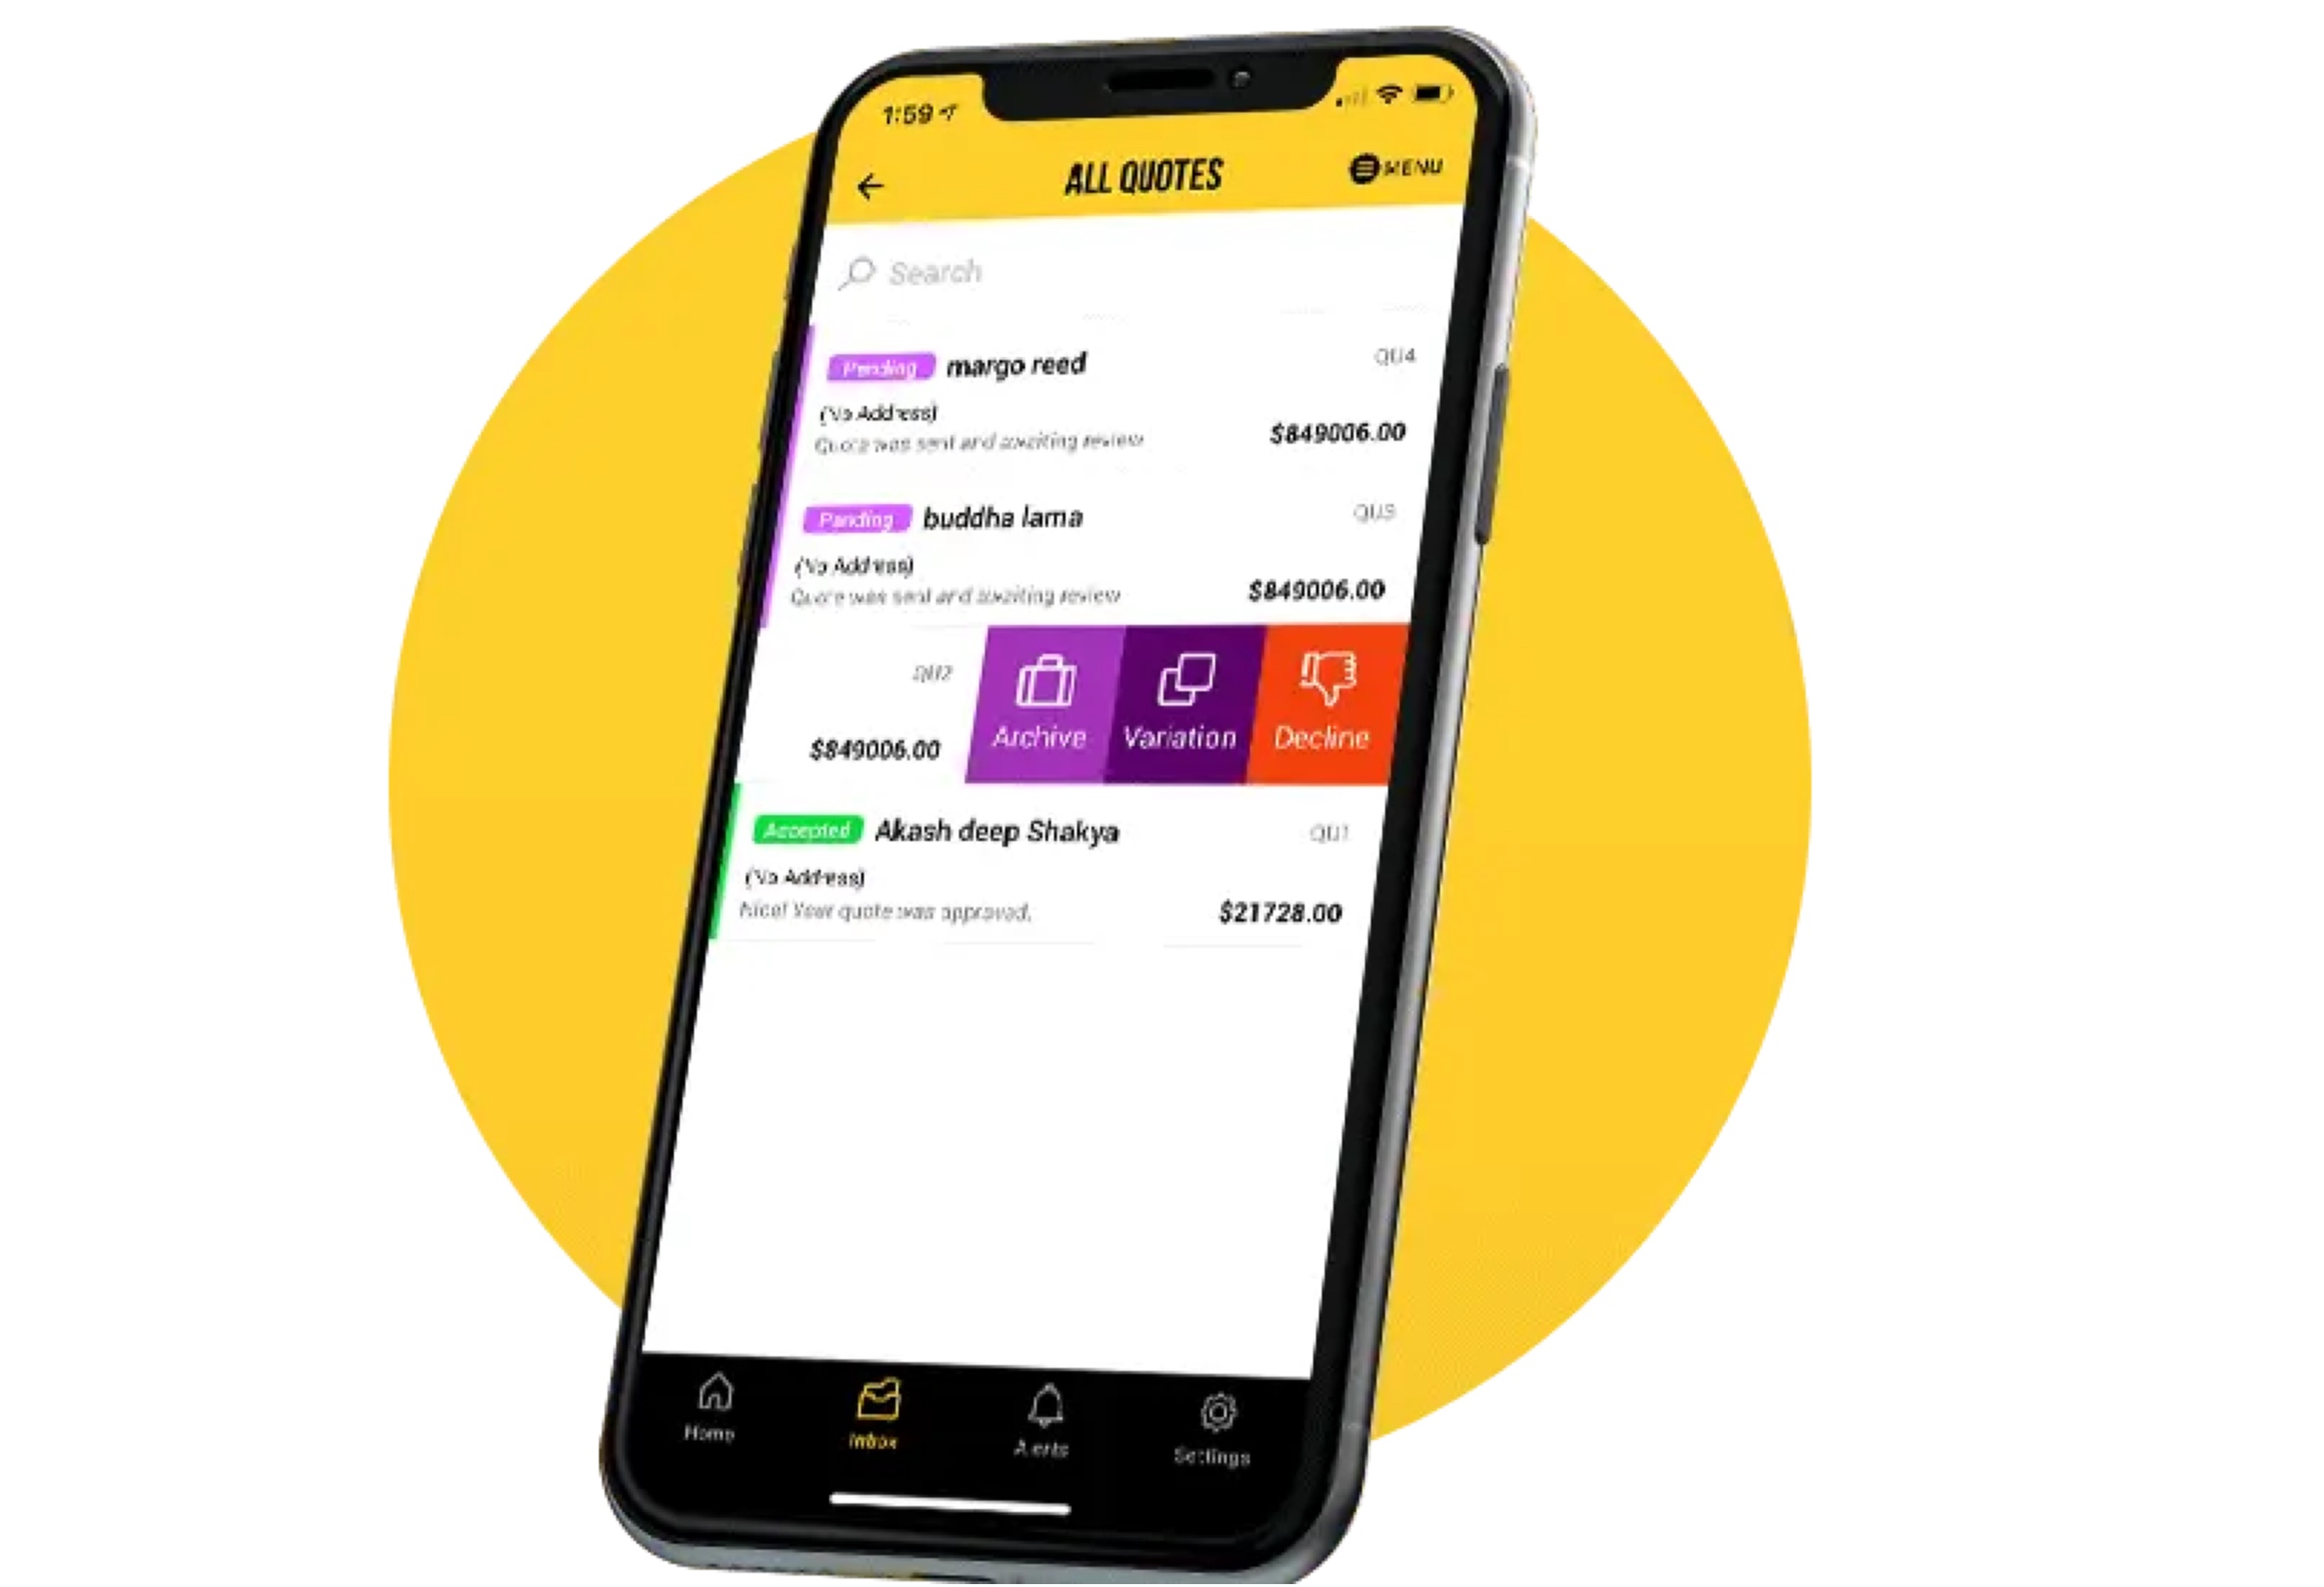 1:59
ALL QUOTES
MENU
Search
Pending margo reed QU4
(No Address)
Quote was sent and awaiting review $849006.00
Pending buddha lama QU3
(No Address)
Quote was sent and awaiting review $849006.00
QU2
$849006.00
Archive Variation Decline
Accepted Akash deep Shakya QU1
(No Address)
Nice! Your quote was approved. $21728.00
Home Inbox Alerts Settings